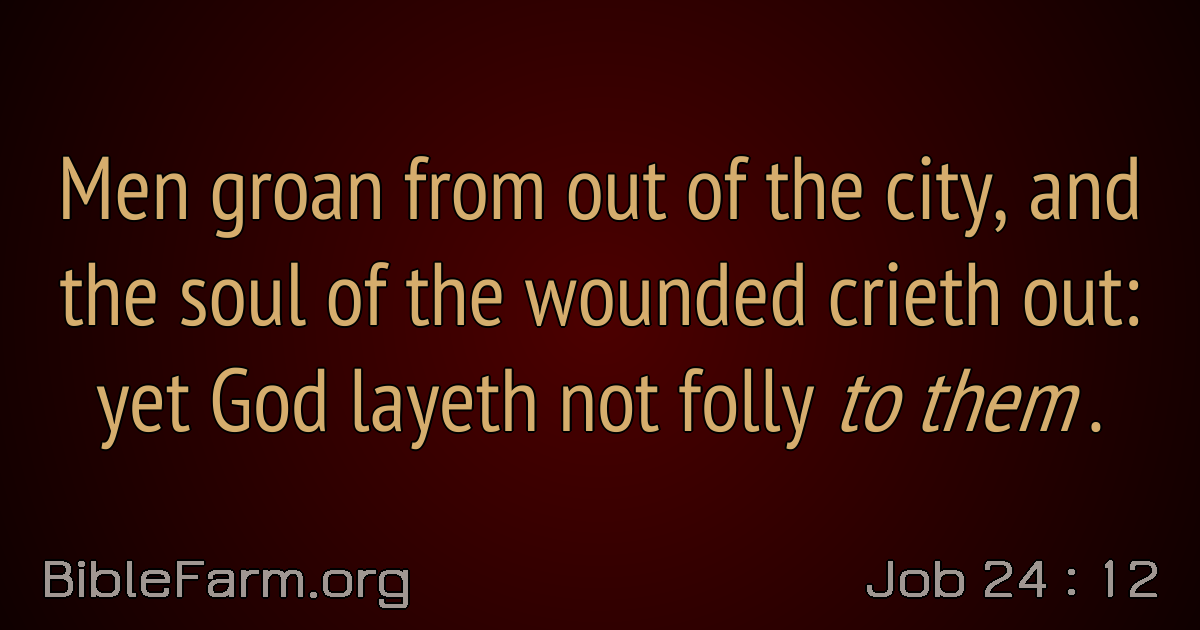 Men groan from out of the city, and
the soul of the wounded crieth out:
yet God layeth not folly to them .
BibleFarm.org
Job 24 : 12